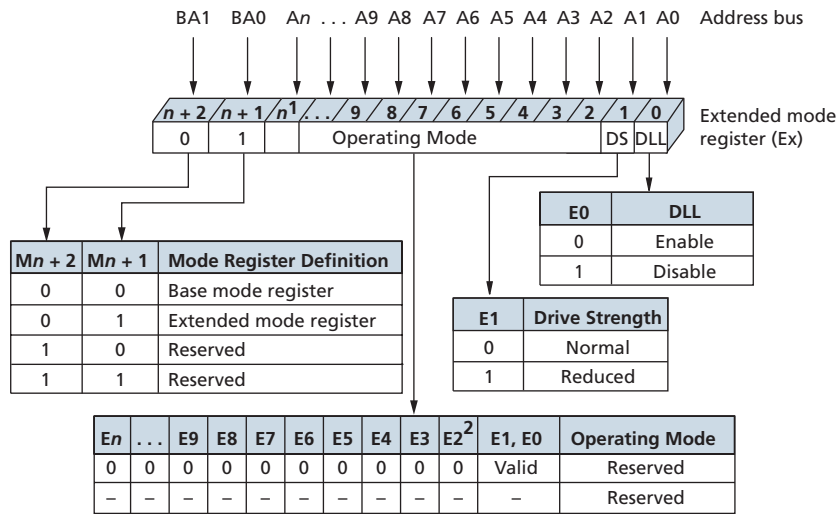 BA1 BA0 An . . . A9 A8 A7 A6 A5 A4 A3 A2 A1 A0 Address bus
n + 2 n + 1 n1 . . . 9 8 7 6 5 4 3 2 1 0
Extended mode
register (Ex)
0 1 Operating Mode DS DLL
E0 DLL
0 Enable
1 Disable
Mn + 2 Mn + 1 Mode Register Definition
0 0 Base mode register
0 1 Extended mode register
1 0 Reserved
1 1 Reserved
E1 Drive Strength
0 Normal
1 Reduced
En . . . E9 E8 E7 E6 E5 E4 E3 E2² E1, E0 Operating Mode
0 0 0 0 0 0 0 0 0 0 Valid Reserved
– – – – – – – – – – – Reserved